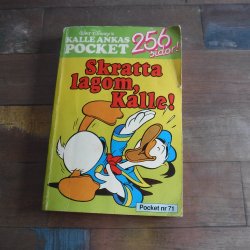 Walt Disney's
KALLE ANKAS
POCKET
256
sidor!
Skratta
lagom,
Kalle!
Pocket nr 71